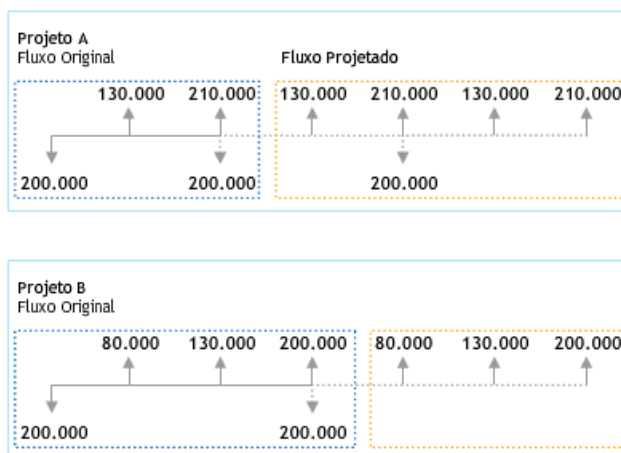 Projeto A
Fluxo Original
Fluxo Projetado
130.000 210.000 130.000 210.000 130.000 210.000
200.000 200.000 200.000
Projeto B
Fluxo Original
80.000 130.000 200.000 80.000 130.000 200.000
200.000 200.000